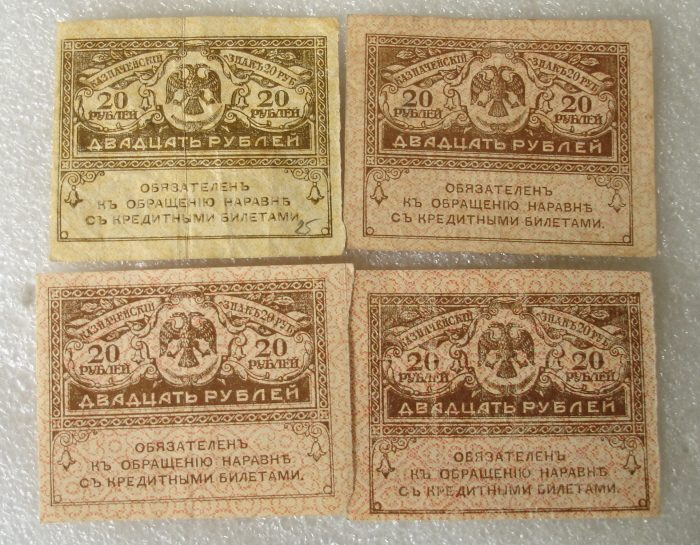 КАЗНАЧЕЙСКІЙ ЗНАКЪ 20 РУБ.
20 20
РУБЛЕЙ РУБЛЕЙ
ДВАДЦАТЬ РУБЛЕЙ
ОБЯЗАТЕЛЕНЪ
КЪ ОБРАЩЕНІЮ НАРАВНѢ
СЪ КРЕДИТНЫМИ БИЛЕТАМИ.
25
КАЗНАЧЕЙСКІЙ ЗНАКЪ 20 РУБ.
20 20
РУБЛЕЙ РУБЛЕЙ
ДВАДЦАТЬ РУБЛЕЙ
ОБЯЗАТЕЛЕНЪ
КЪ ОБРАЩЕНІЮ НАРАВНѢ
СЪ КРЕДИТНЫМИ БИЛЕТАМИ.
КАЗНАЧЕЙСКІЙ ЗНАКЪ 20 РУБ.
20 20
РУБЛЕЙ РУБЛЕЙ
ДВАДЦАТЬ РУБЛЕЙ
ОБЯЗАТЕЛЕНЪ
КЪ ОБРАЩЕНІЮ НАРАВНѢ
СЪ КРЕДИТНЫМИ БИЛЕТАМИ.
КАЗНАЧЕЙСКІЙ ЗНАКЪ 20 РУБ.
20 20
РУБЛЕЙ РУБЛЕЙ
ДВАДЦАТЬ РУБЛЕЙ
ОБЯЗАТЕЛЕНЪ
КЪ ОБРАЩЕНІЮ НАРАВНѢ
СЪ КРЕДИТНЫМИ БИЛЕТАМИ.